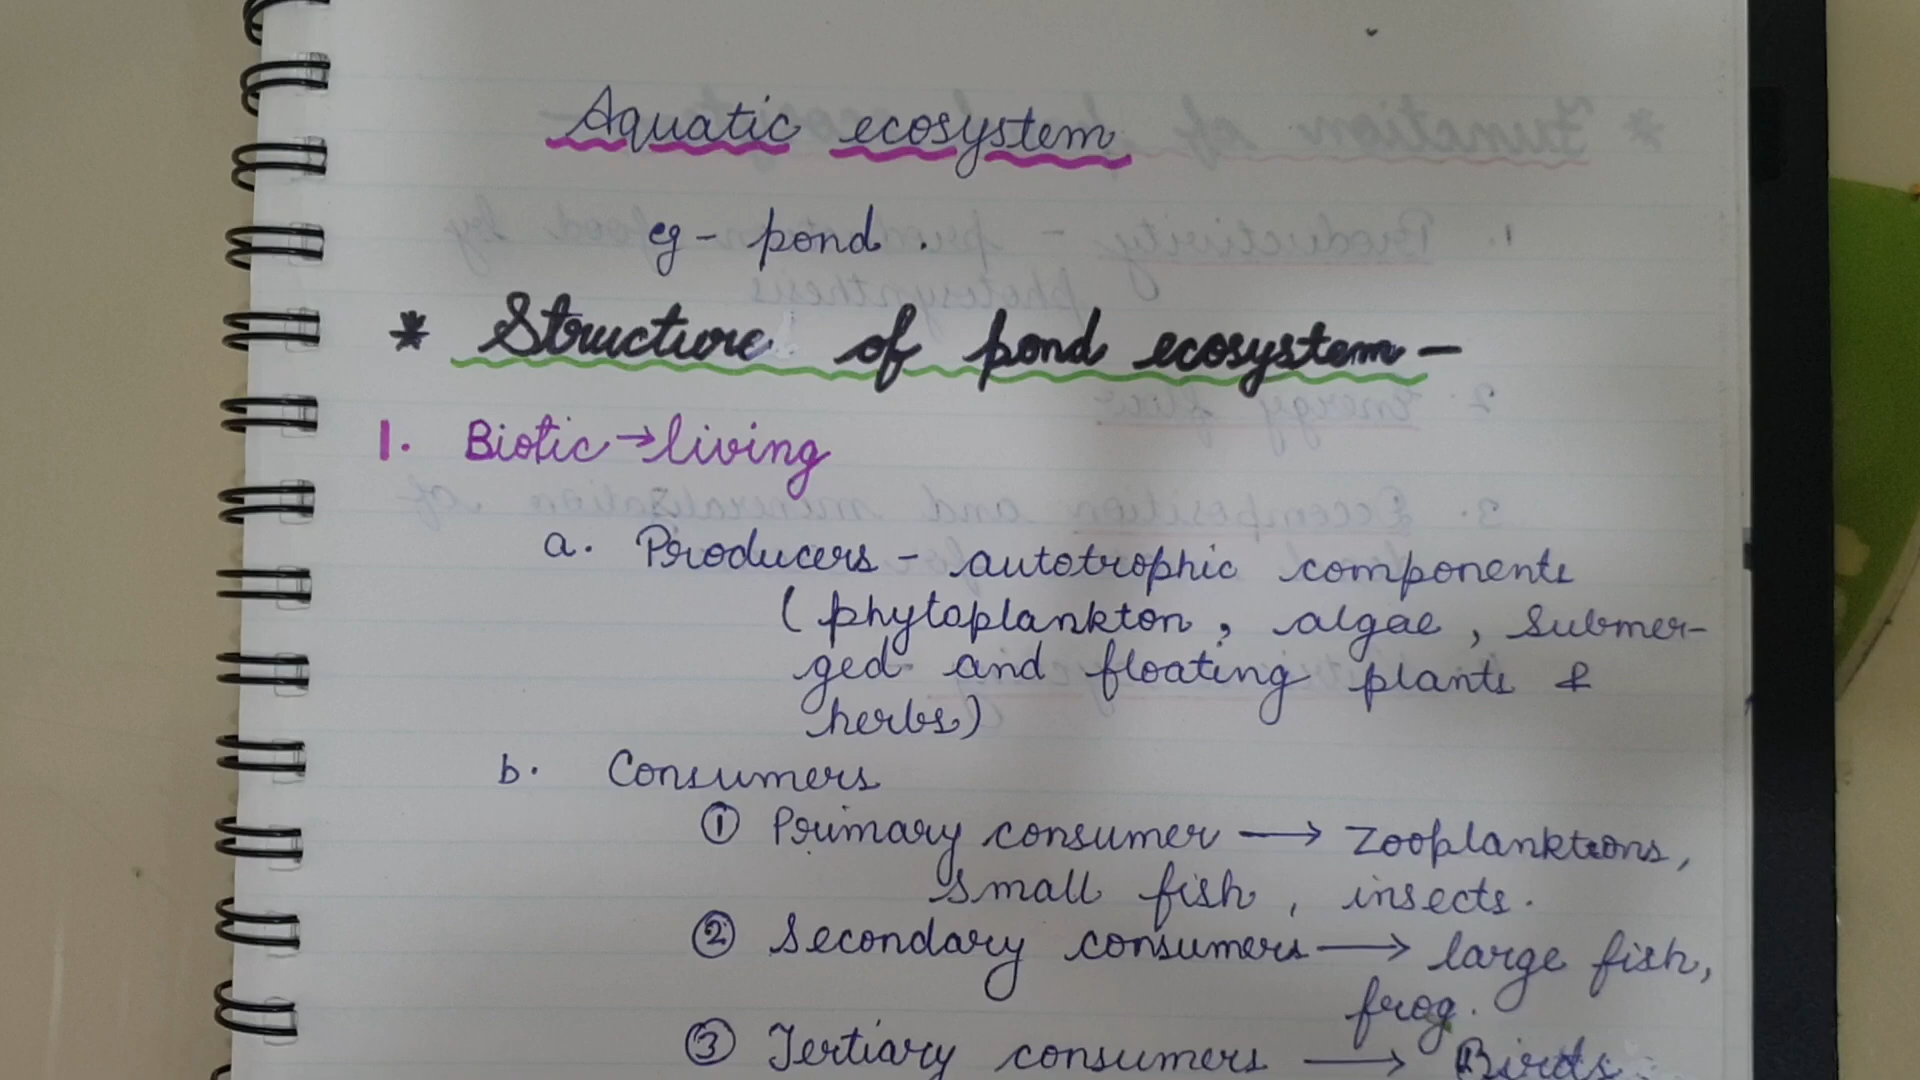 Aquatic ecosystem
eg - pond.
* Structure of pond ecosystem -
1. Biotic → living
a. Producers - autotrophic components
(phytoplankton, algae, submer-
ged and floating plants &
herbs)
b. Consumers
① Primary consumer → Zooplanktons,
small fish, insects.
② Secondary consumers → large fish,
frog.
③ Tertiary consumers → Birds